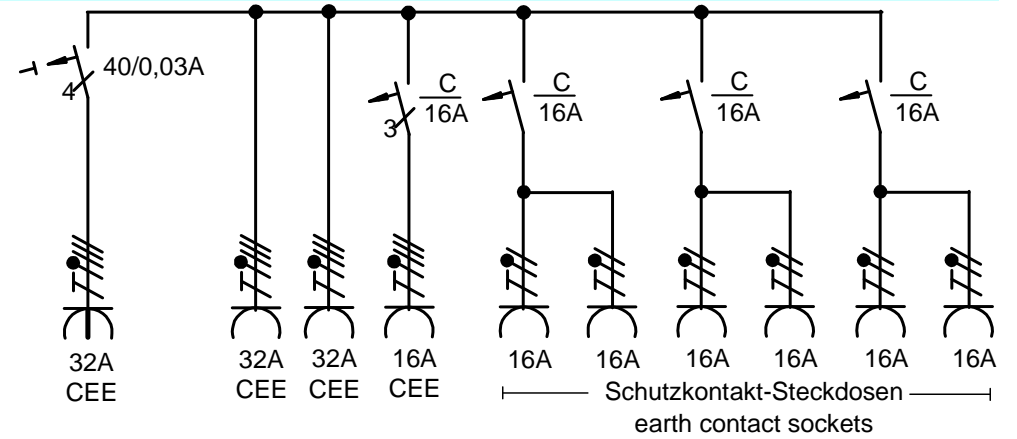 40/0,03A
4
C
16A
3
C
16A
C
16A
C
16A
32A
CEE
32A
CEE
32A
CEE
16A
CEE
16A
16A
16A
16A
16A
16A
Schutzkontakt-Steckdosen
earth contact sockets